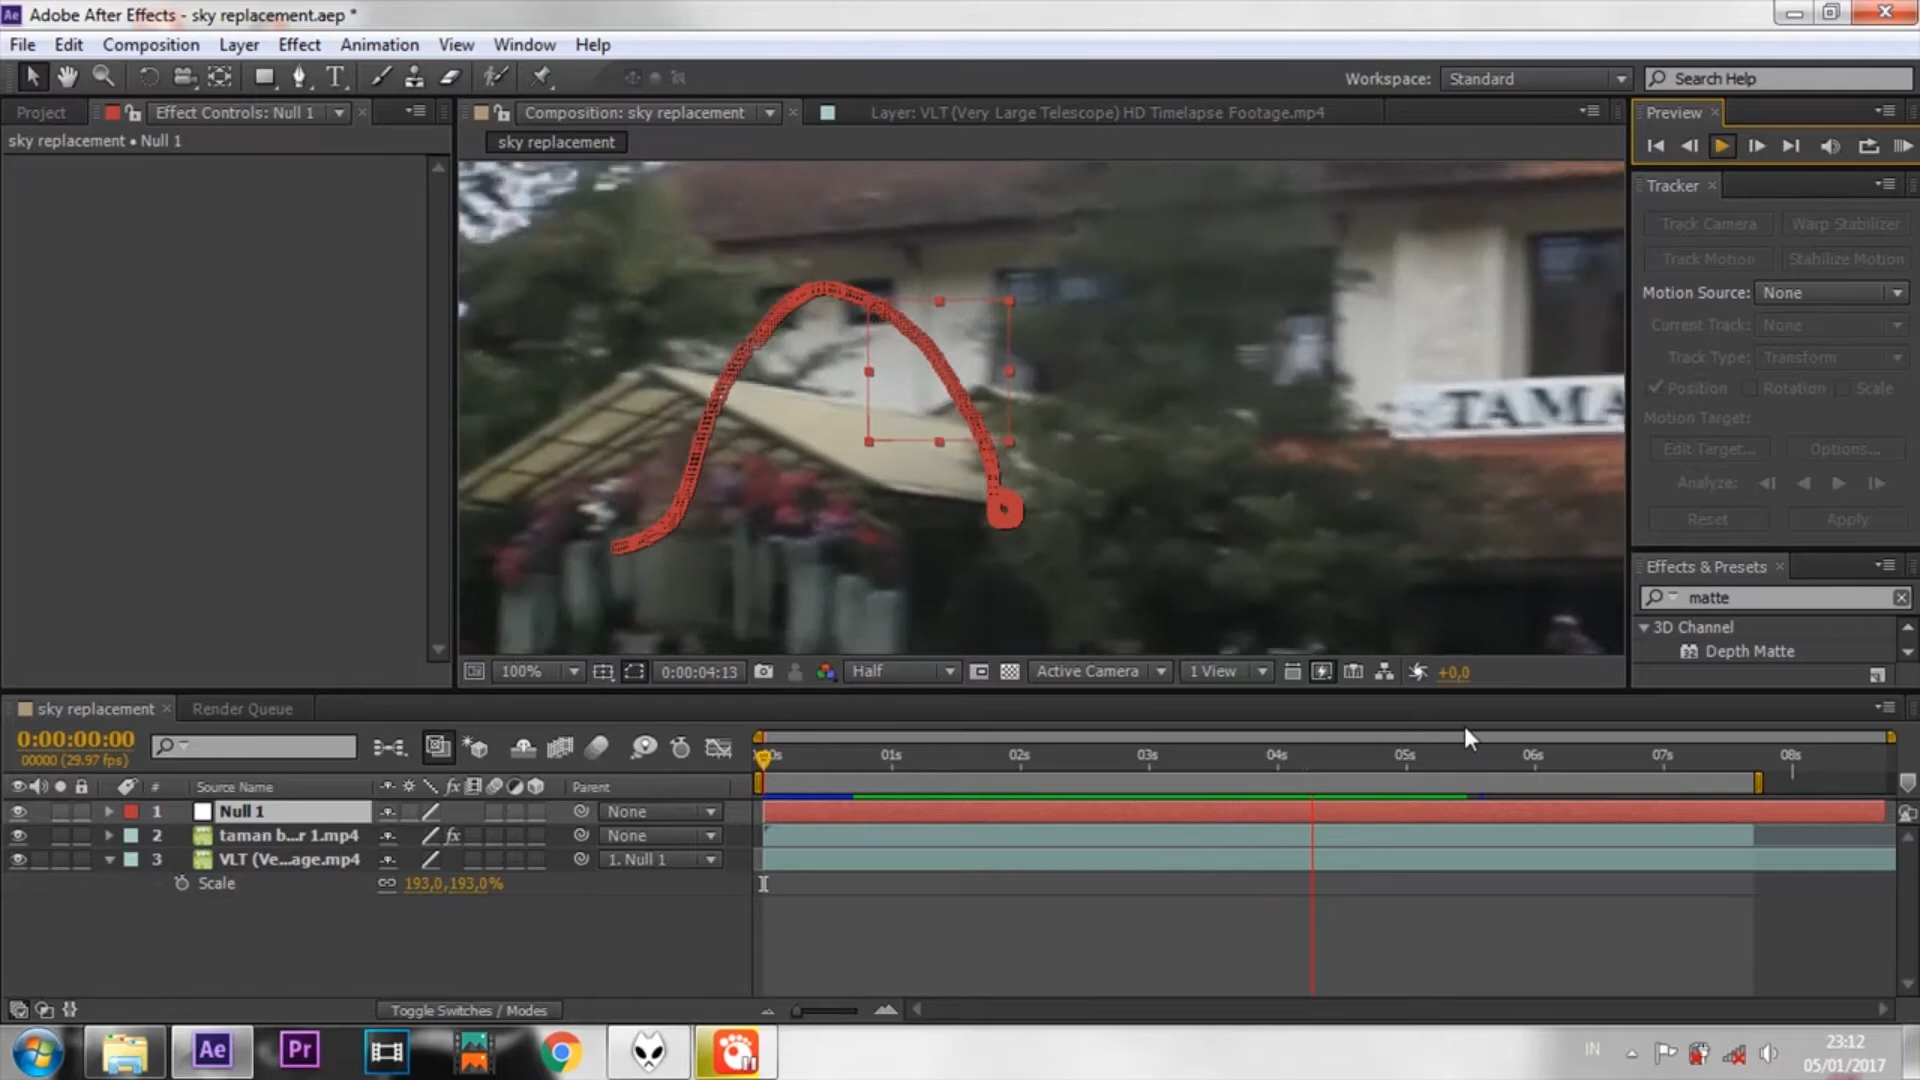 Adobe After Effects - sky replacement.aep *
File Edit Composition Layer Effect Animation View Window Help
Workspace: Standard Search Help
Project Effect Controls: Null 1 Composition: sky replacement Layer: VLT (Very Large Telescope) HD Timelapse Footage.mp4 Preview
sky replacement • Null 1
sky replacement
Tracker
Track Camera Warp Stabilizer
Track Motion Stabilize Motion
Motion Source: None
Current Track: None
Track Type: Transform
Position Rotation Scale
Motion Target:
Edit Target... Options...
Analyze:
Reset Apply
TAMA
Effects & Presets
matte
3D Channel
Depth Matte
100% 0:00:04:13 Half Active Camera 1 View +0,0
sky replacement Render Queue
0:00:00:00
00000 (29.97 fps)
01s 02s 03s 04s 05s 06s 07s 08s
# Source Name fx Parent
1 Null 1 None
2 taman b...r 1.mp4 fx None
3 VLT (Ve...age.mp4 1. Null 1
Scale 193,0,193,0%
Toggle Switches / Modes
Ae Pr
IN
23:12
05/01/2017